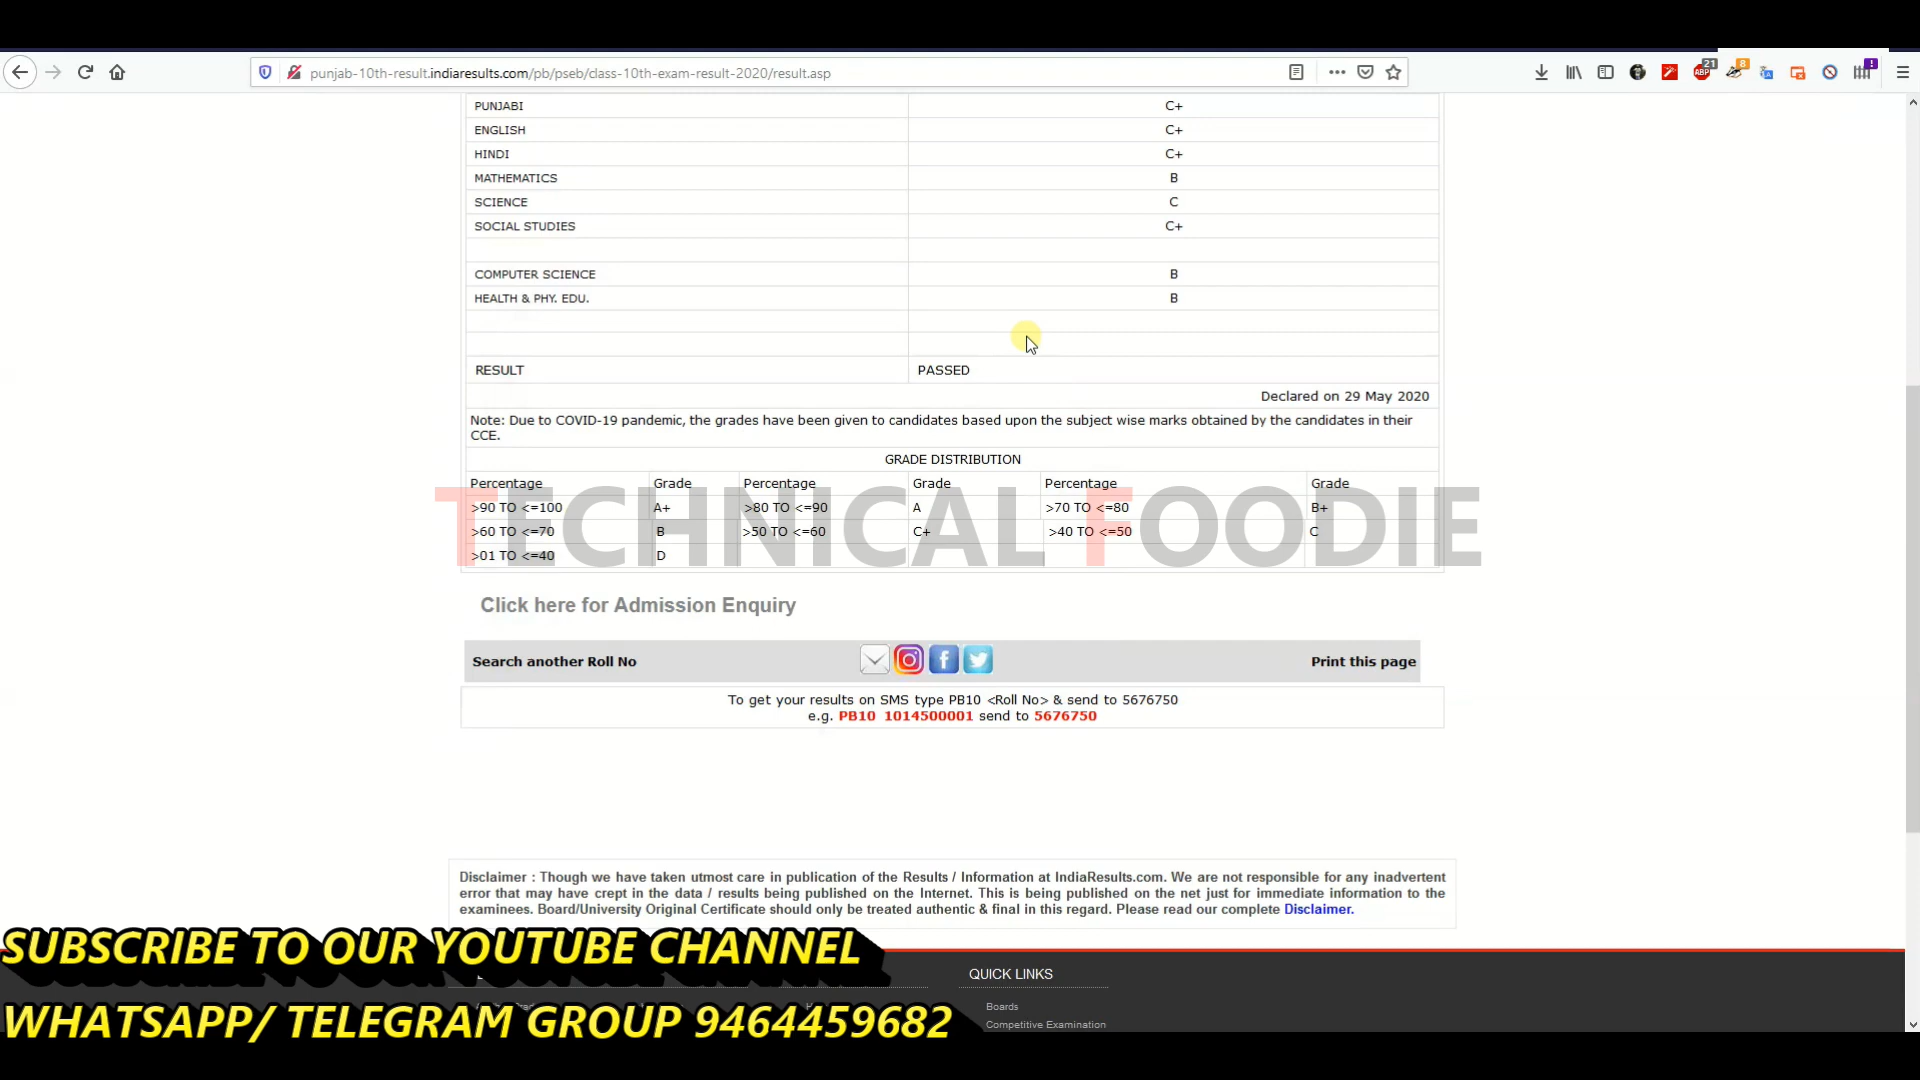 punjab-10th-result.indiaresults.com/pb/pseb/class-10th-exam-result-2020/result.asp
21
8
PUNJABI C+
ENGLISH C+
HINDI C+
MATHEMATICS B
SCIENCE C
SOCIAL STUDIES C+
COMPUTER SCIENCE B
HEALTH & PHY. EDU. B
RESULT PASSED
Declared on 29 May 2020
Note: Due to COVID-19 pandemic, the grades have been given to candidates based upon the subject wise marks obtained by the candidates in their
CCE.
GRADE DISTRIBUTION
Percentage Grade Percentage Grade Percentage Grade
>90 TO <=100 A+ >80 TO <=90 A >70 TO <=80 B+
>60 TO <=70 B >50 TO <=60 C+ >40 TO <=50 C
>01 TO <=40 D
TECHNICAL FOODIE
Click here for Admission Enquiry
Search another Roll No Print this page
To get your results on SMS type PB10 <Roll No> & send to 5676750
e.g. PB10 1014500001 send to 5676750
Disclaimer : Though we have taken utmost care in publication of the Results / Information at IndiaResults.com. We are not responsible for any inadvertent
error that may have crept in the data / results being published on the Internet. This is being published on the net just for immediate information to the
examinees. Board/University Original Certificate should only be treated authentic & final in this regard. Please read our complete Disclaimer.
SUBSCRIBE TO OUR YOUTUBE CHANNEL
WHATSAPP/ TELEGRAM GROUP 9464459682
QUICK LINKS
Boards
Competitive Examination